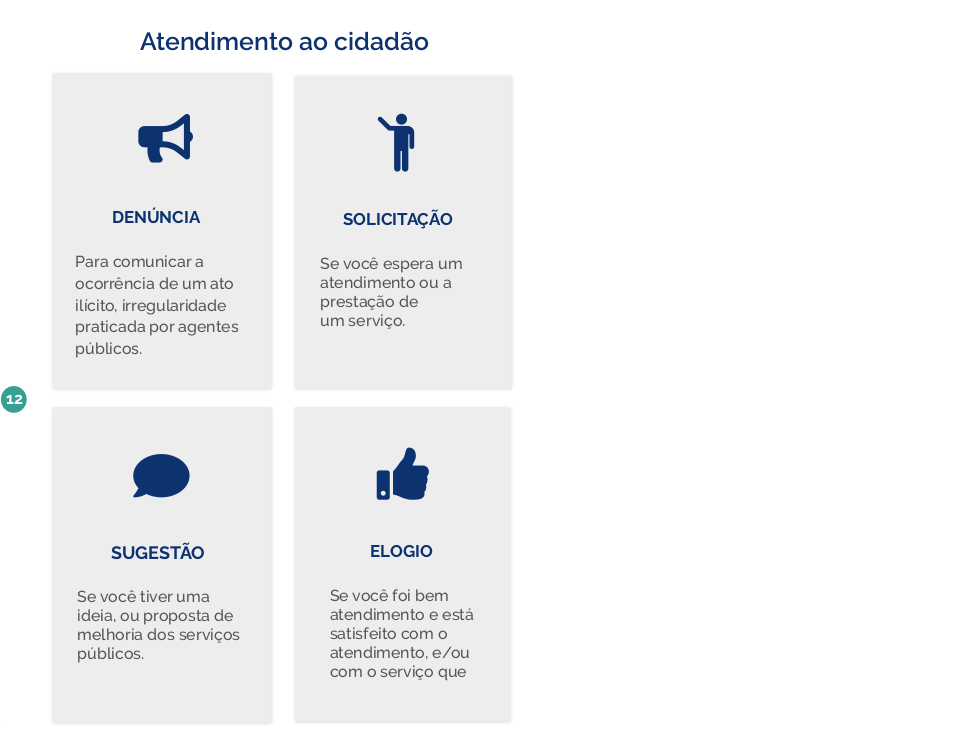 Atendimento ao cidadão
DENÚNCIA
Para comunicar a
ocorrência de um ato
ilícito, irregularidade
praticada por agentes
públicos.
SOLICITAÇÃO
Se você espera um
atendimento ou a
prestação de
um serviço.
12
SUGESTÃO
Se você tiver uma
ideia, ou proposta de
melhoria dos serviços
públicos.
ELOGIO
Se você foi bem
atendimento e está
satisfeito com o
atendimento, e/ou
com o serviço que